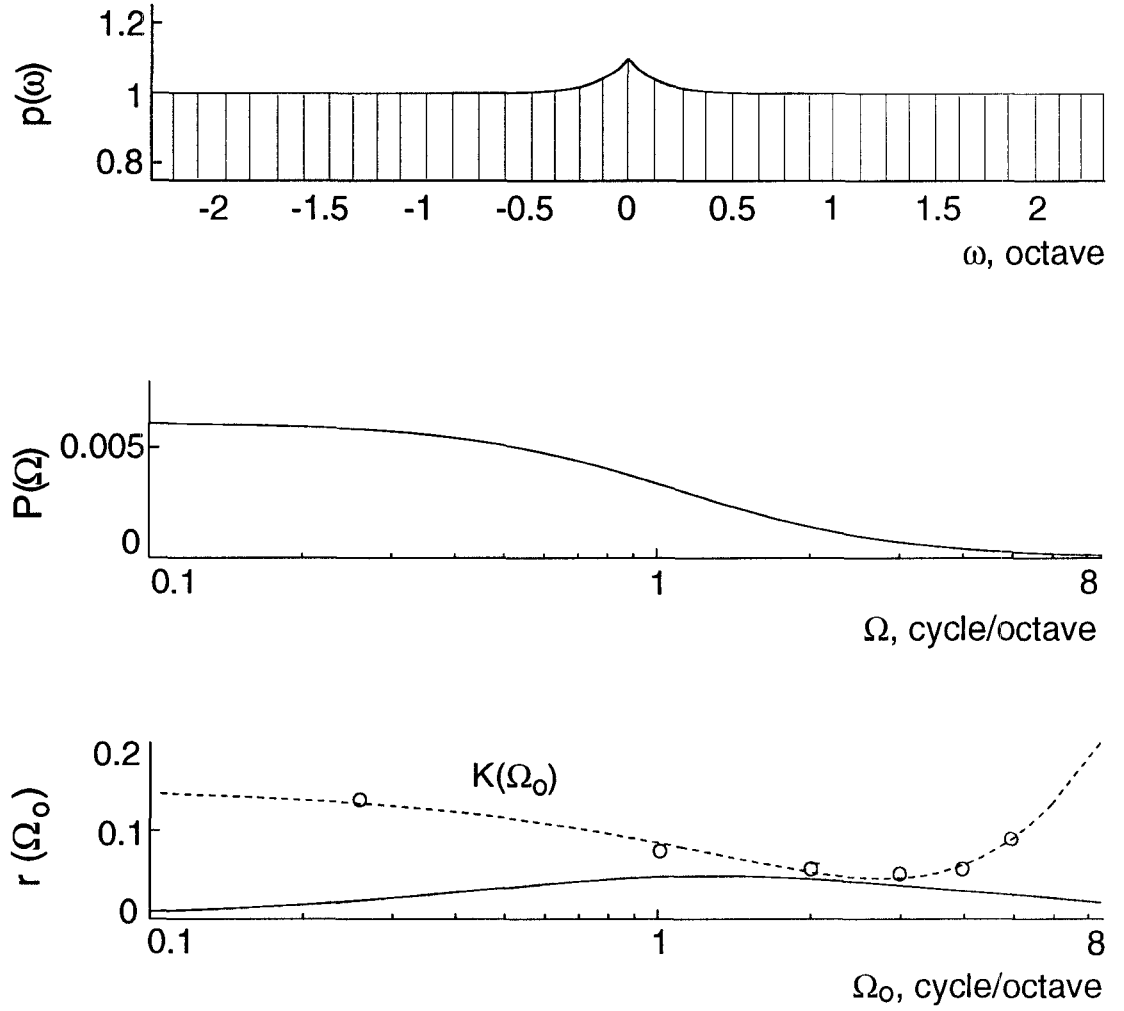 1.2
1
0.8
p(ω)
-2 -1.5 -1 -0.5 0 0.5 1 1.5 2
ω, octave
0.005
0
P(Ω)
0.1 1 8
Ω, cycle/octave
0.2
0.1
0
r (Ωo)
K(Ωo)
0.1 1 8
Ωo, cycle/octave